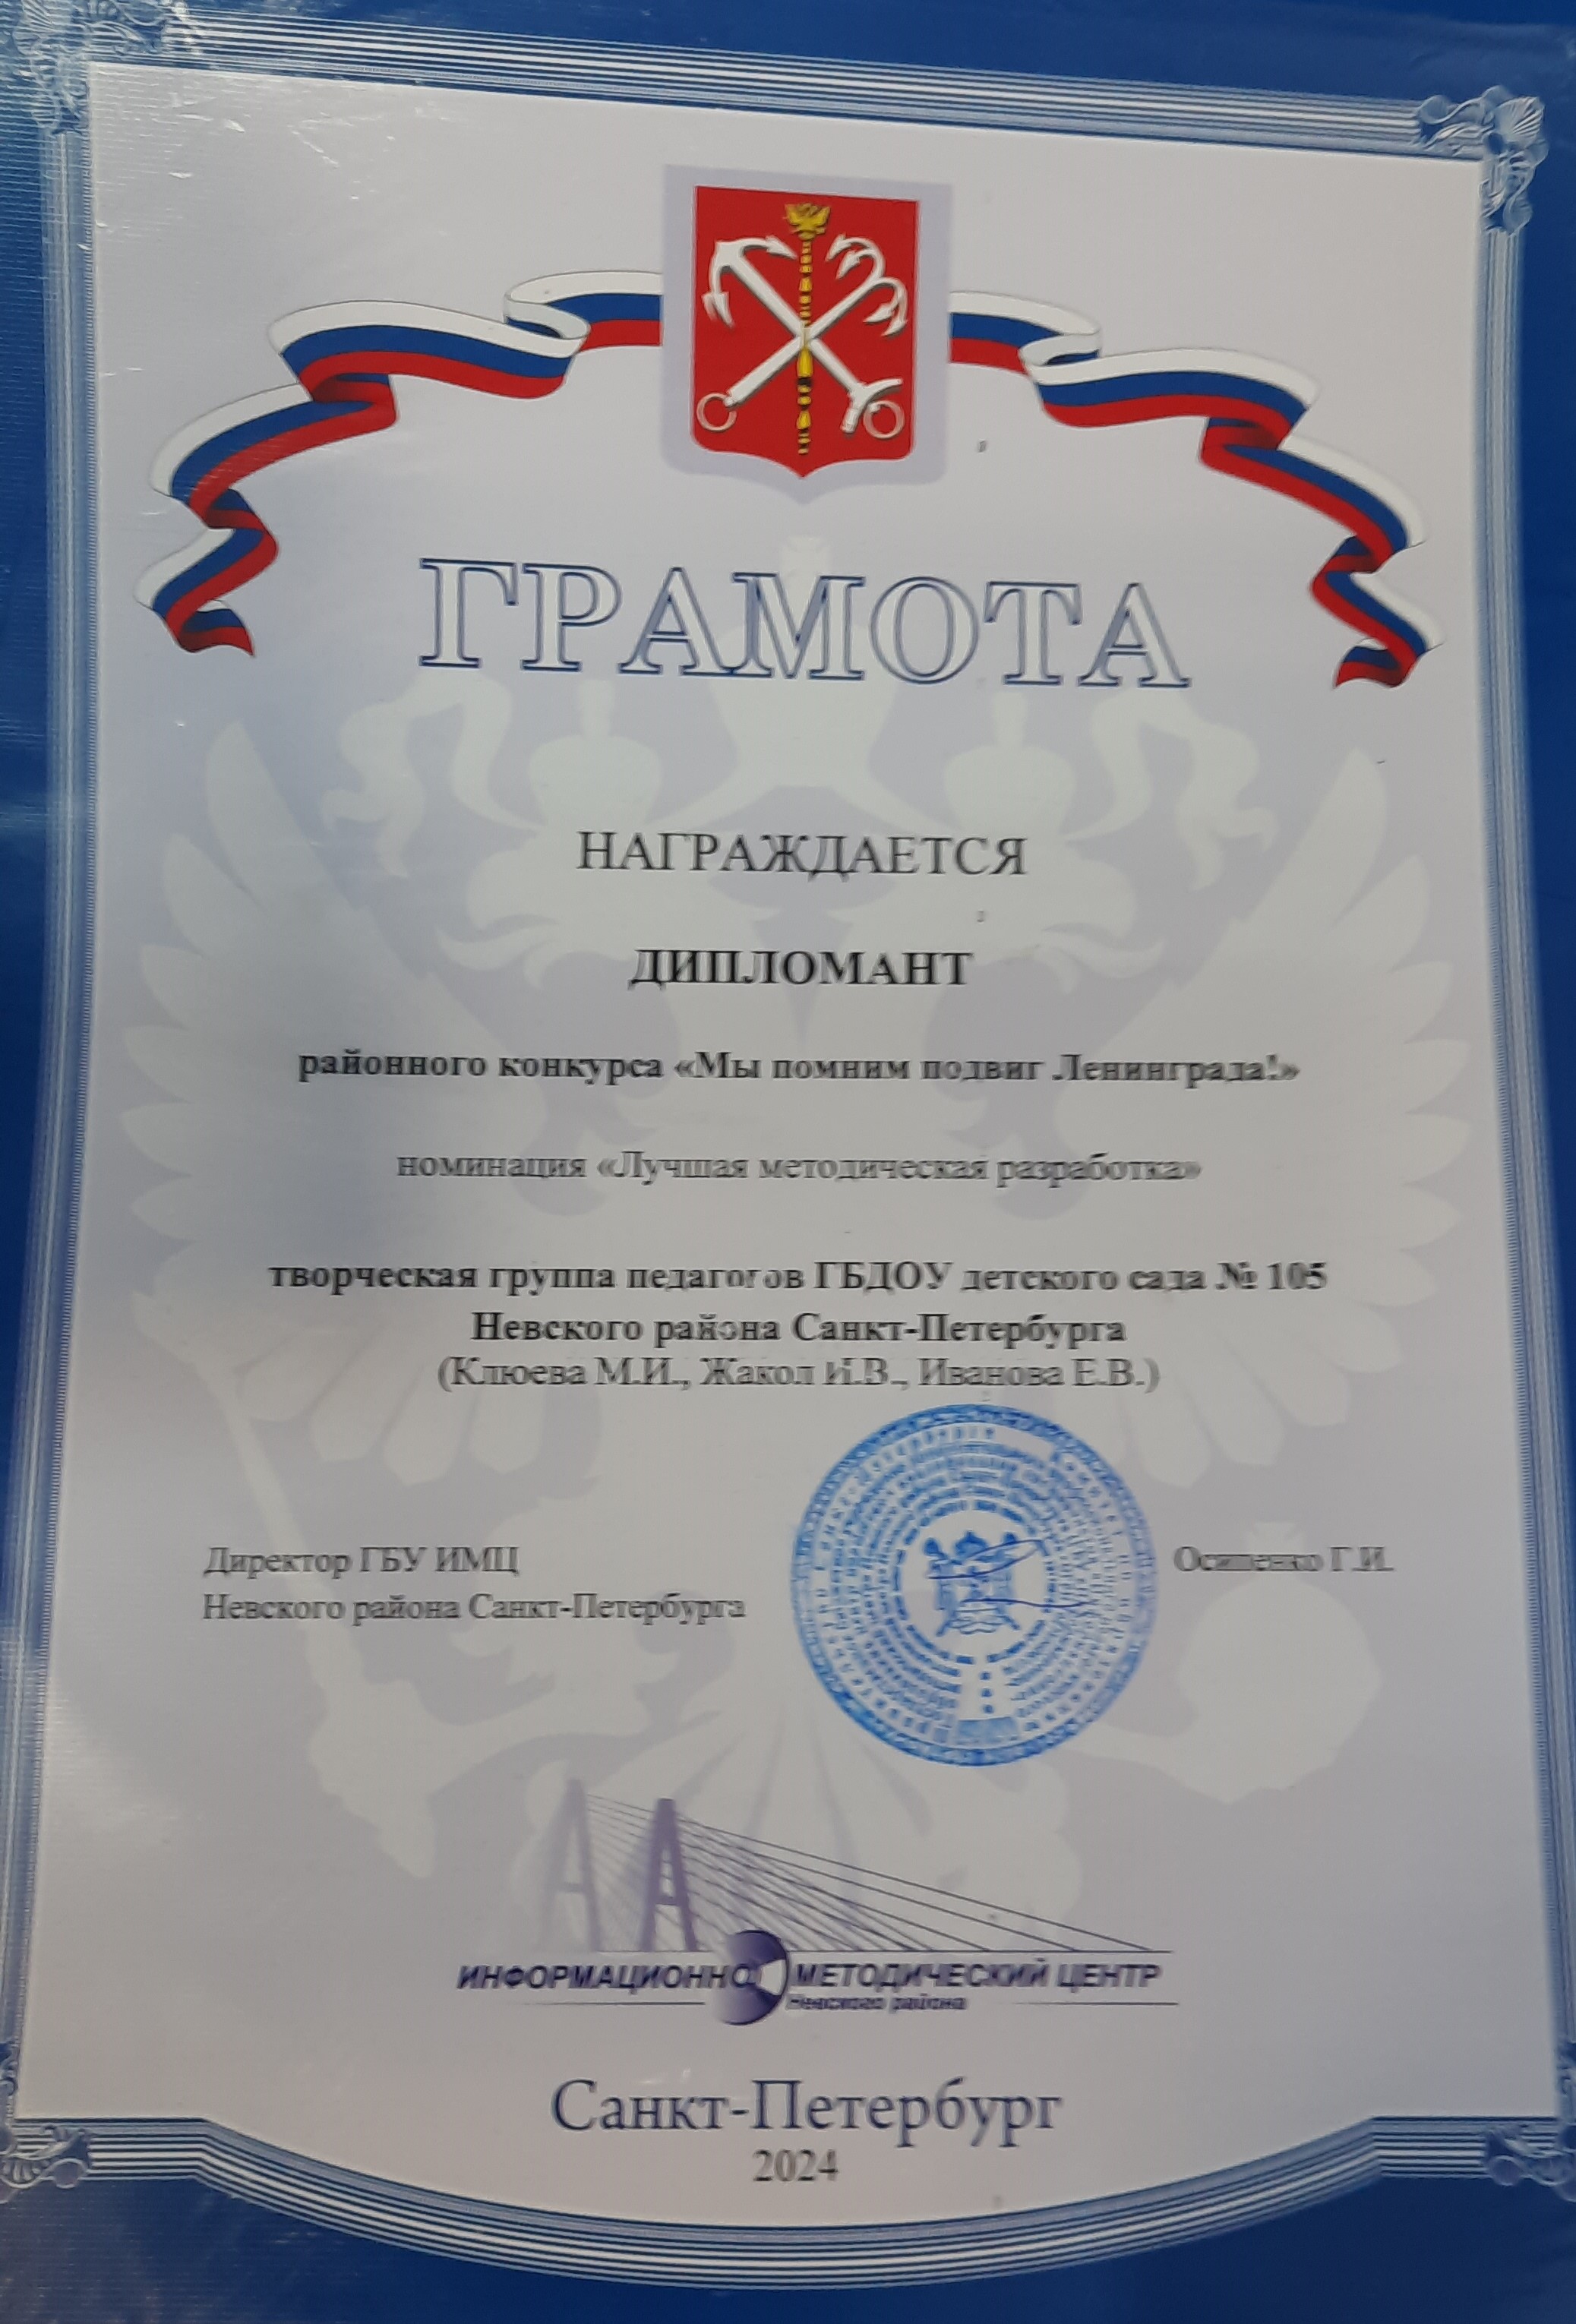 ГРАМОТА
НАГРАЖДАЕТСЯ
ДИПЛОМАНТ
районного конкурса «Мы помним подвиг Ленинграда!»
номинация «Лучшая методическая разработка»
творческая группа педагогов ГБДОУ детского сада № 105
Невского района Санкт-Петербурга
(Клюева М.И., Жакол И.В., Иванова Е.В.)
Директор ГБУ ИМЦ
Невского района Санкт-Петербурга
Осипенко Г.И.
ИНФОРМАЦИОННО МЕТОДИЧЕСКИЙ ЦЕНТР
Невского района
Санкт-Петербург
2024